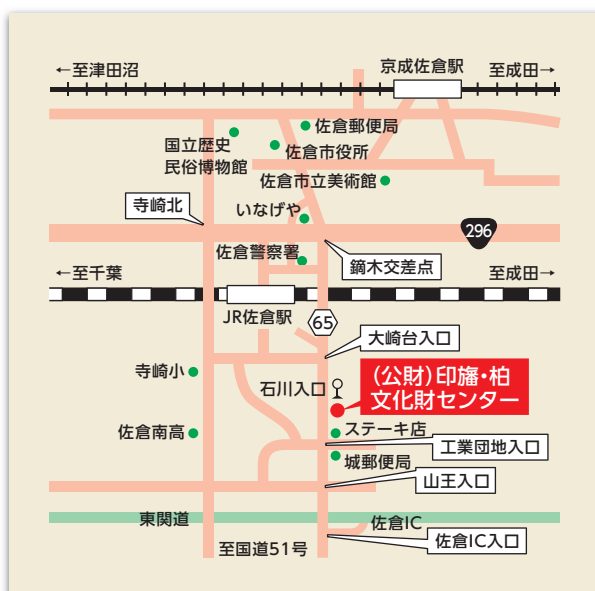 京成佐倉駅
←至津田沼
至成田→
佐倉郵便局
国立歴史
民俗博物館
佐倉市役所
佐倉市立美術館
寺崎北
いなげや
296
佐倉警察署
鏑木交差点
←至千葉
至成田→
JR佐倉駅
65
大崎台入口
寺崎小
石川入口
(公財)印旛・柏
文化財センター
佐倉南高
ステーキ店
工業団地入口
城郵便局
山王入口
東関道
佐倉IC
佐倉IC入口
至国道51号